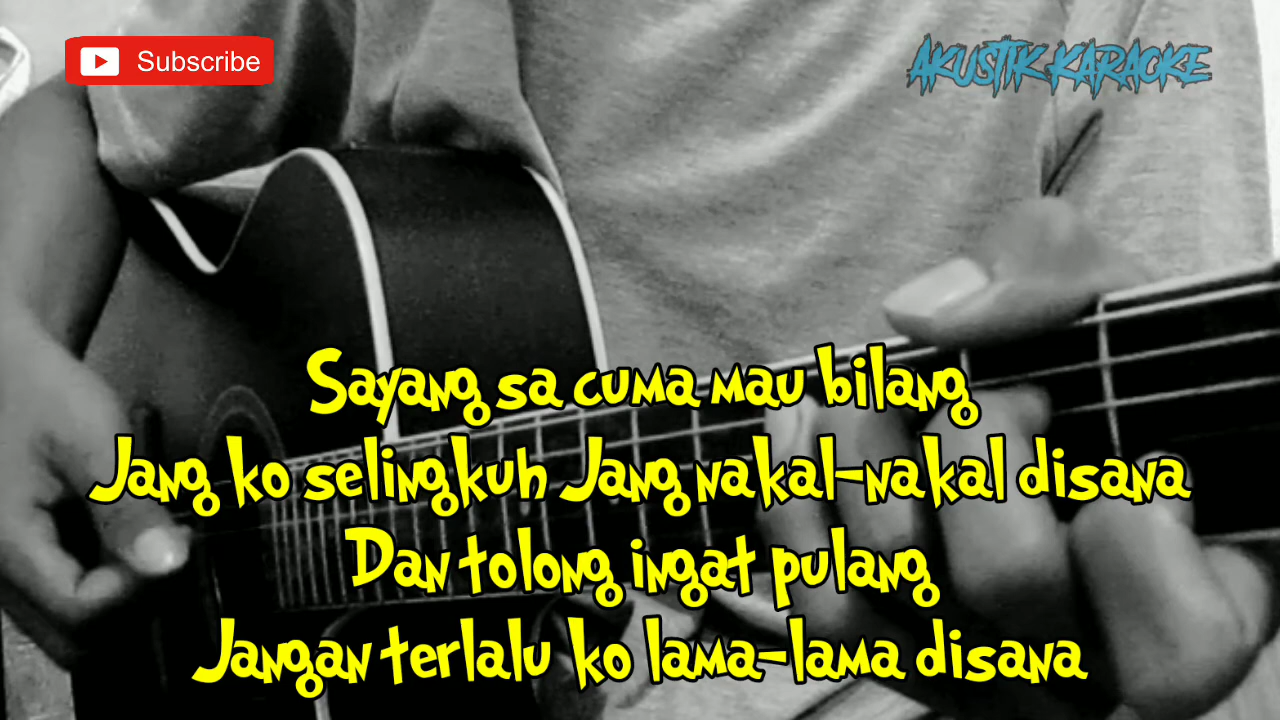 Subscribe
AKUSTIK KARAOKE
Sayang sa cuma mau bilang
Jang ko selingkuh Jang nakal-nakal disana
Dan tolong ingat pulang
Jangan terlalu ko lama-lama disana